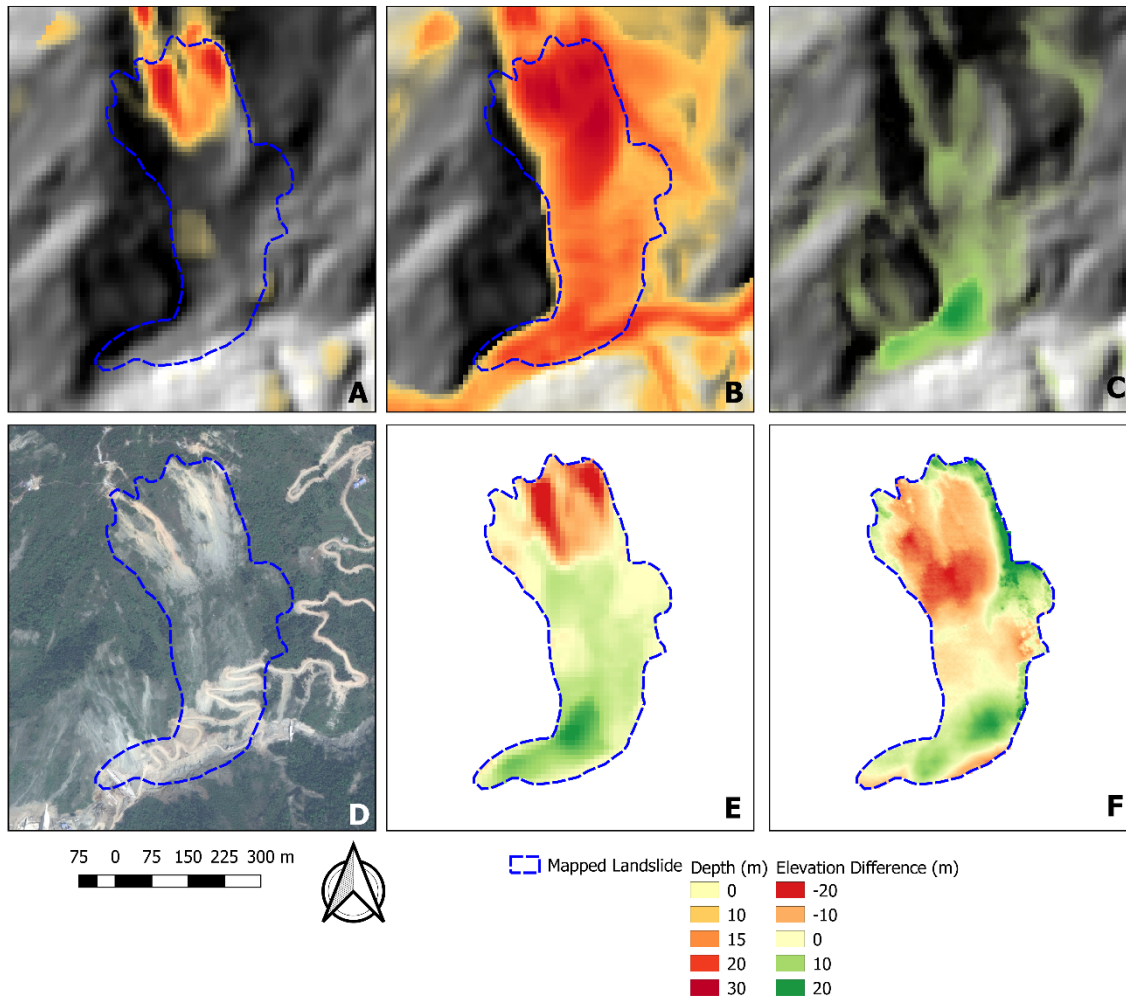 A
B
C
D
E
F
75 0 75 150 225 300 m
Mapped Landslide Depth (m) Elevation Difference (m)
0 -20
10 -10
15 0
20 10
30 20